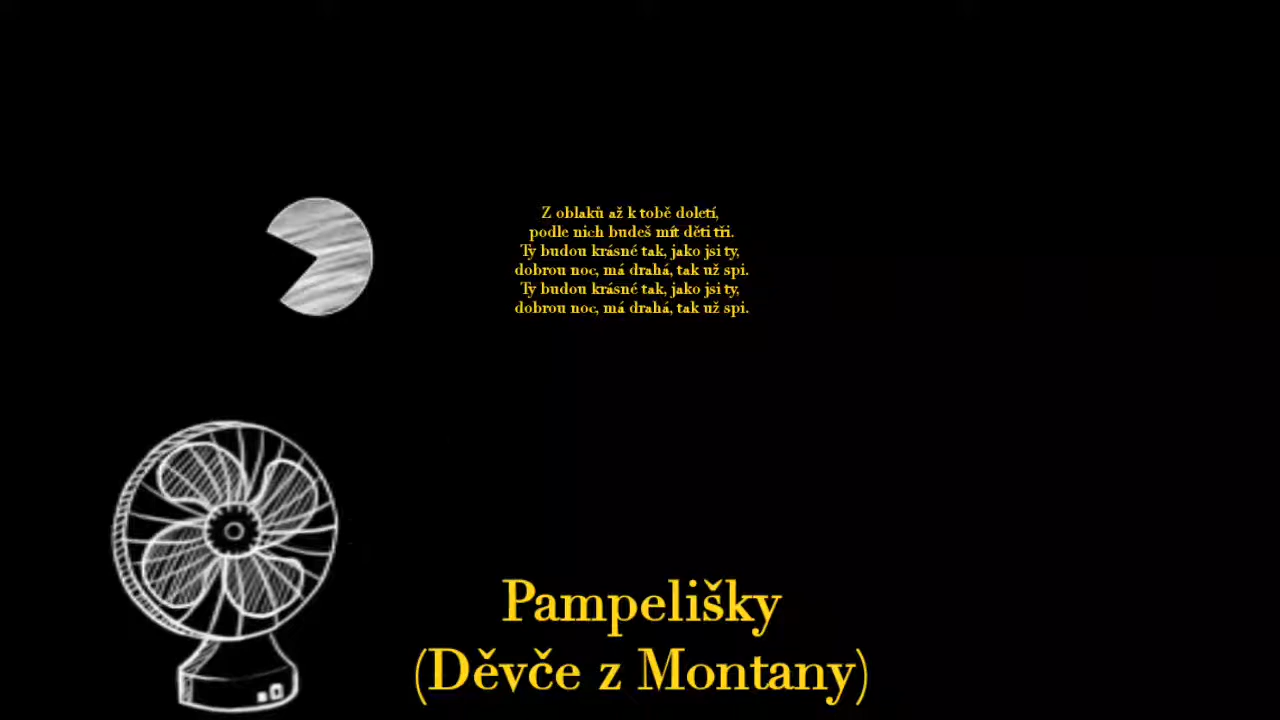 Z oblaků až k tobě doletí,
podle nich budeš mít děti tři.
Ty budou krásné tak, jako jsi ty,
dobrou noc, má drahá, tak už spi.
Ty budou krásné tak, jako jsi ty,
dobrou noc, má drahá, tak už spi.
Pampelišky
(Děvče z Montany)